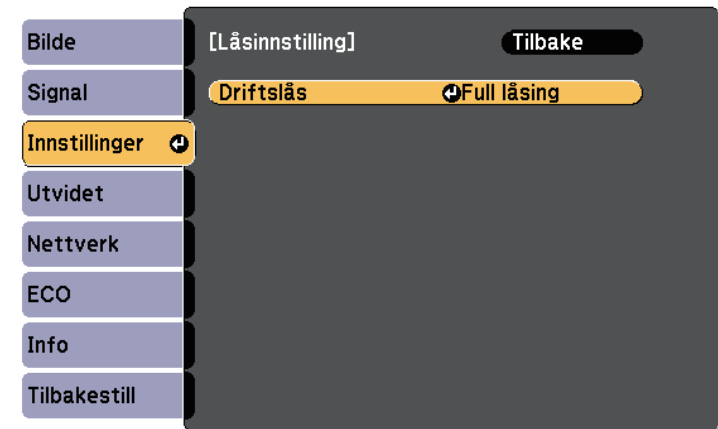 Bilde
Signal
Innstillinger
Utvidet
Nettverk
ECO
Info
Tilbakestill
[Låsinnstilling] Tilbake
Driftslås Full låsing